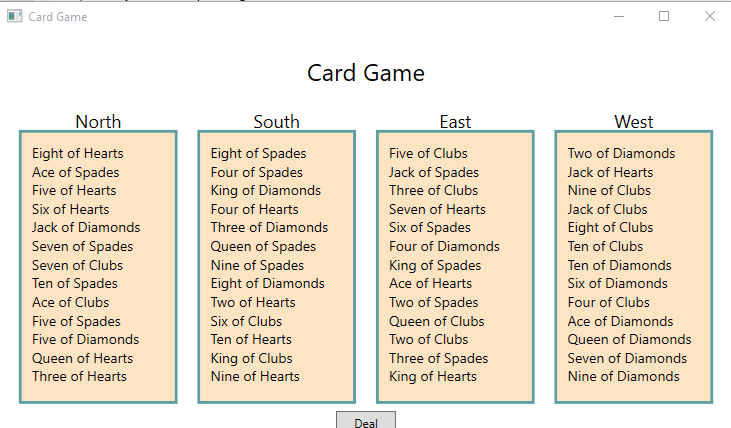 Card Game
Card Game
North
Eight of Hearts
Ace of Spades
Five of Hearts
Six of Hearts
Jack of Diamonds
Seven of Spades
Seven of Clubs
Ten of Spades
Ace of Clubs
Five of Spades
Five of Diamonds
Queen of Hearts
Three of Hearts
South
Eight of Spades
Four of Spades
King of Diamonds
Four of Hearts
Three of Diamonds
Queen of Spades
Nine of Spades
Eight of Diamonds
Two of Hearts
Six of Clubs
Ten of Hearts
King of Clubs
Nine of Hearts
East
Five of Clubs
Jack of Spades
Three of Clubs
Seven of Hearts
Six of Spades
Four of Diamonds
King of Spades
Ace of Hearts
Two of Spades
Queen of Clubs
Two of Clubs
Three of Spades
King of Hearts
West
Two of Diamonds
Jack of Hearts
Nine of Clubs
Jack of Clubs
Eight of Clubs
Ten of Clubs
Ten of Diamonds
Six of Diamonds
Four of Clubs
Ace of Diamonds
Queen of Diamonds
Seven of Diamonds
Nine of Diamonds
Deal